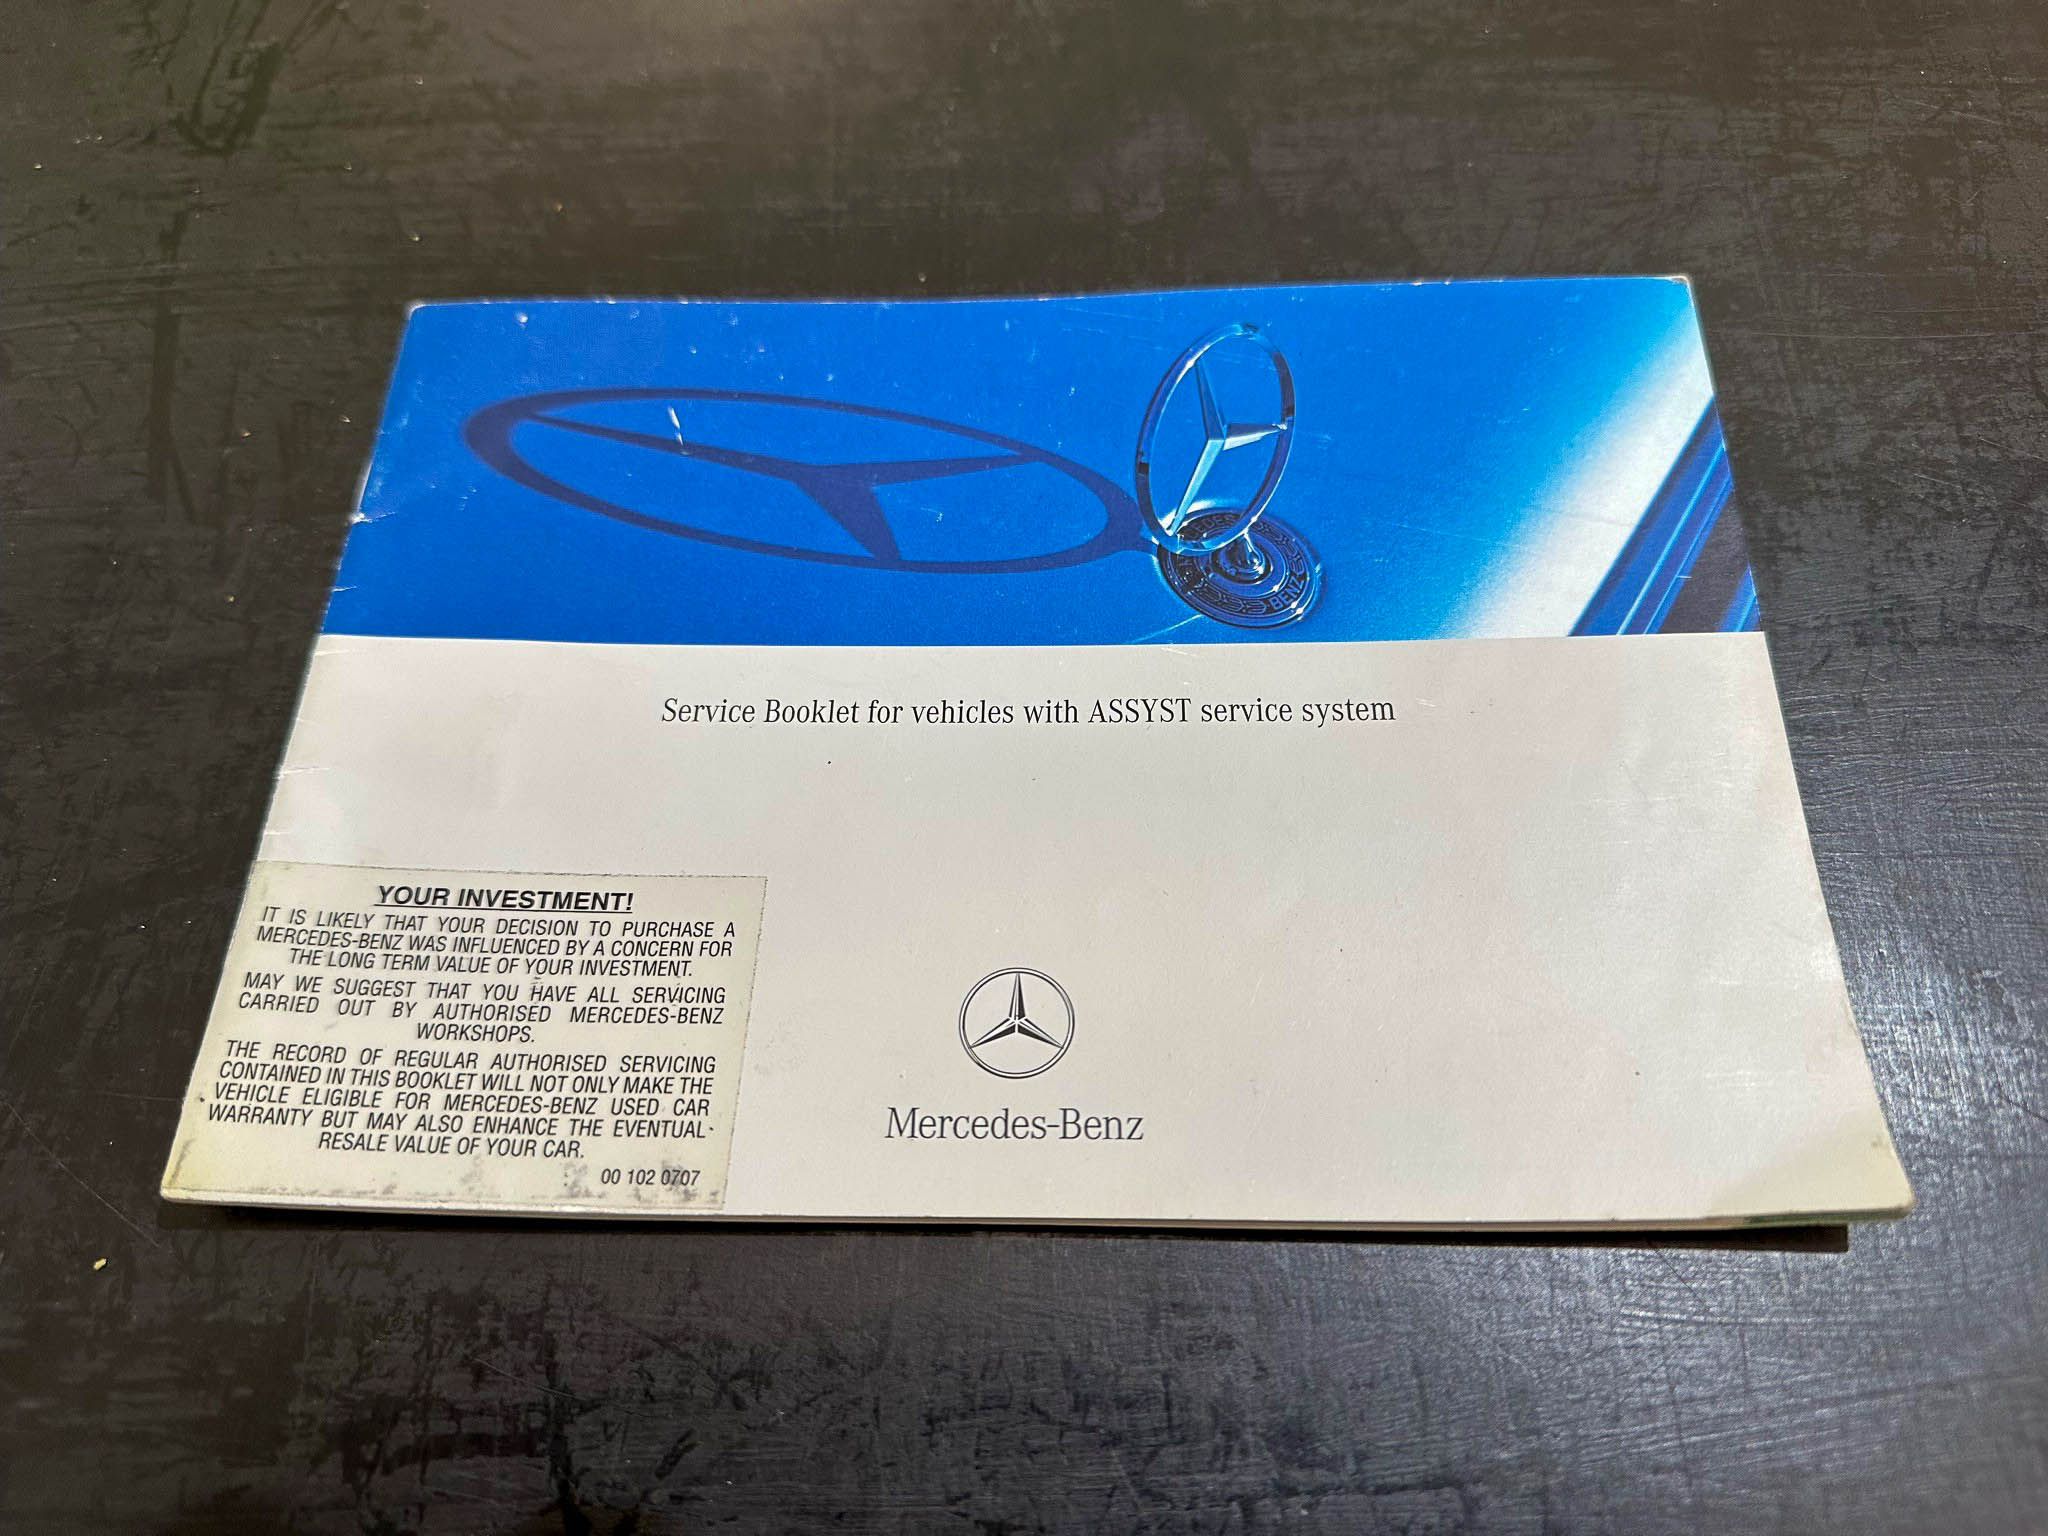 MERCEDES
BENZ
Service Booklet for vehicles with ASSYST service system
YOUR INVESTMENT!
IT IS LIKELY THAT YOUR DECISION TO PURCHASE A
MERCEDES-BENZ WAS INFLUENCED BY A CONCERN FOR
THE LONG TERM VALUE OF YOUR INVESTMENT.
MAY WE SUGGEST THAT YOU HAVE ALL SERVICING
CARRIED OUT BY AUTHORISED MERCEDES-BENZ
WORKSHOPS.
THE RECORD OF REGULAR AUTHORISED SERVICING
CONTAINED IN THIS BOOKLET WILL NOT ONLY MAKE THE
VEHICLE ELIGIBLE FOR MERCEDES-BENZ USED CAR
WARRANTY BUT MAY ALSO ENHANCE THE EVENTUAL
RESALE VALUE OF YOUR CAR.
00 102 0707
Mercedes-Benz